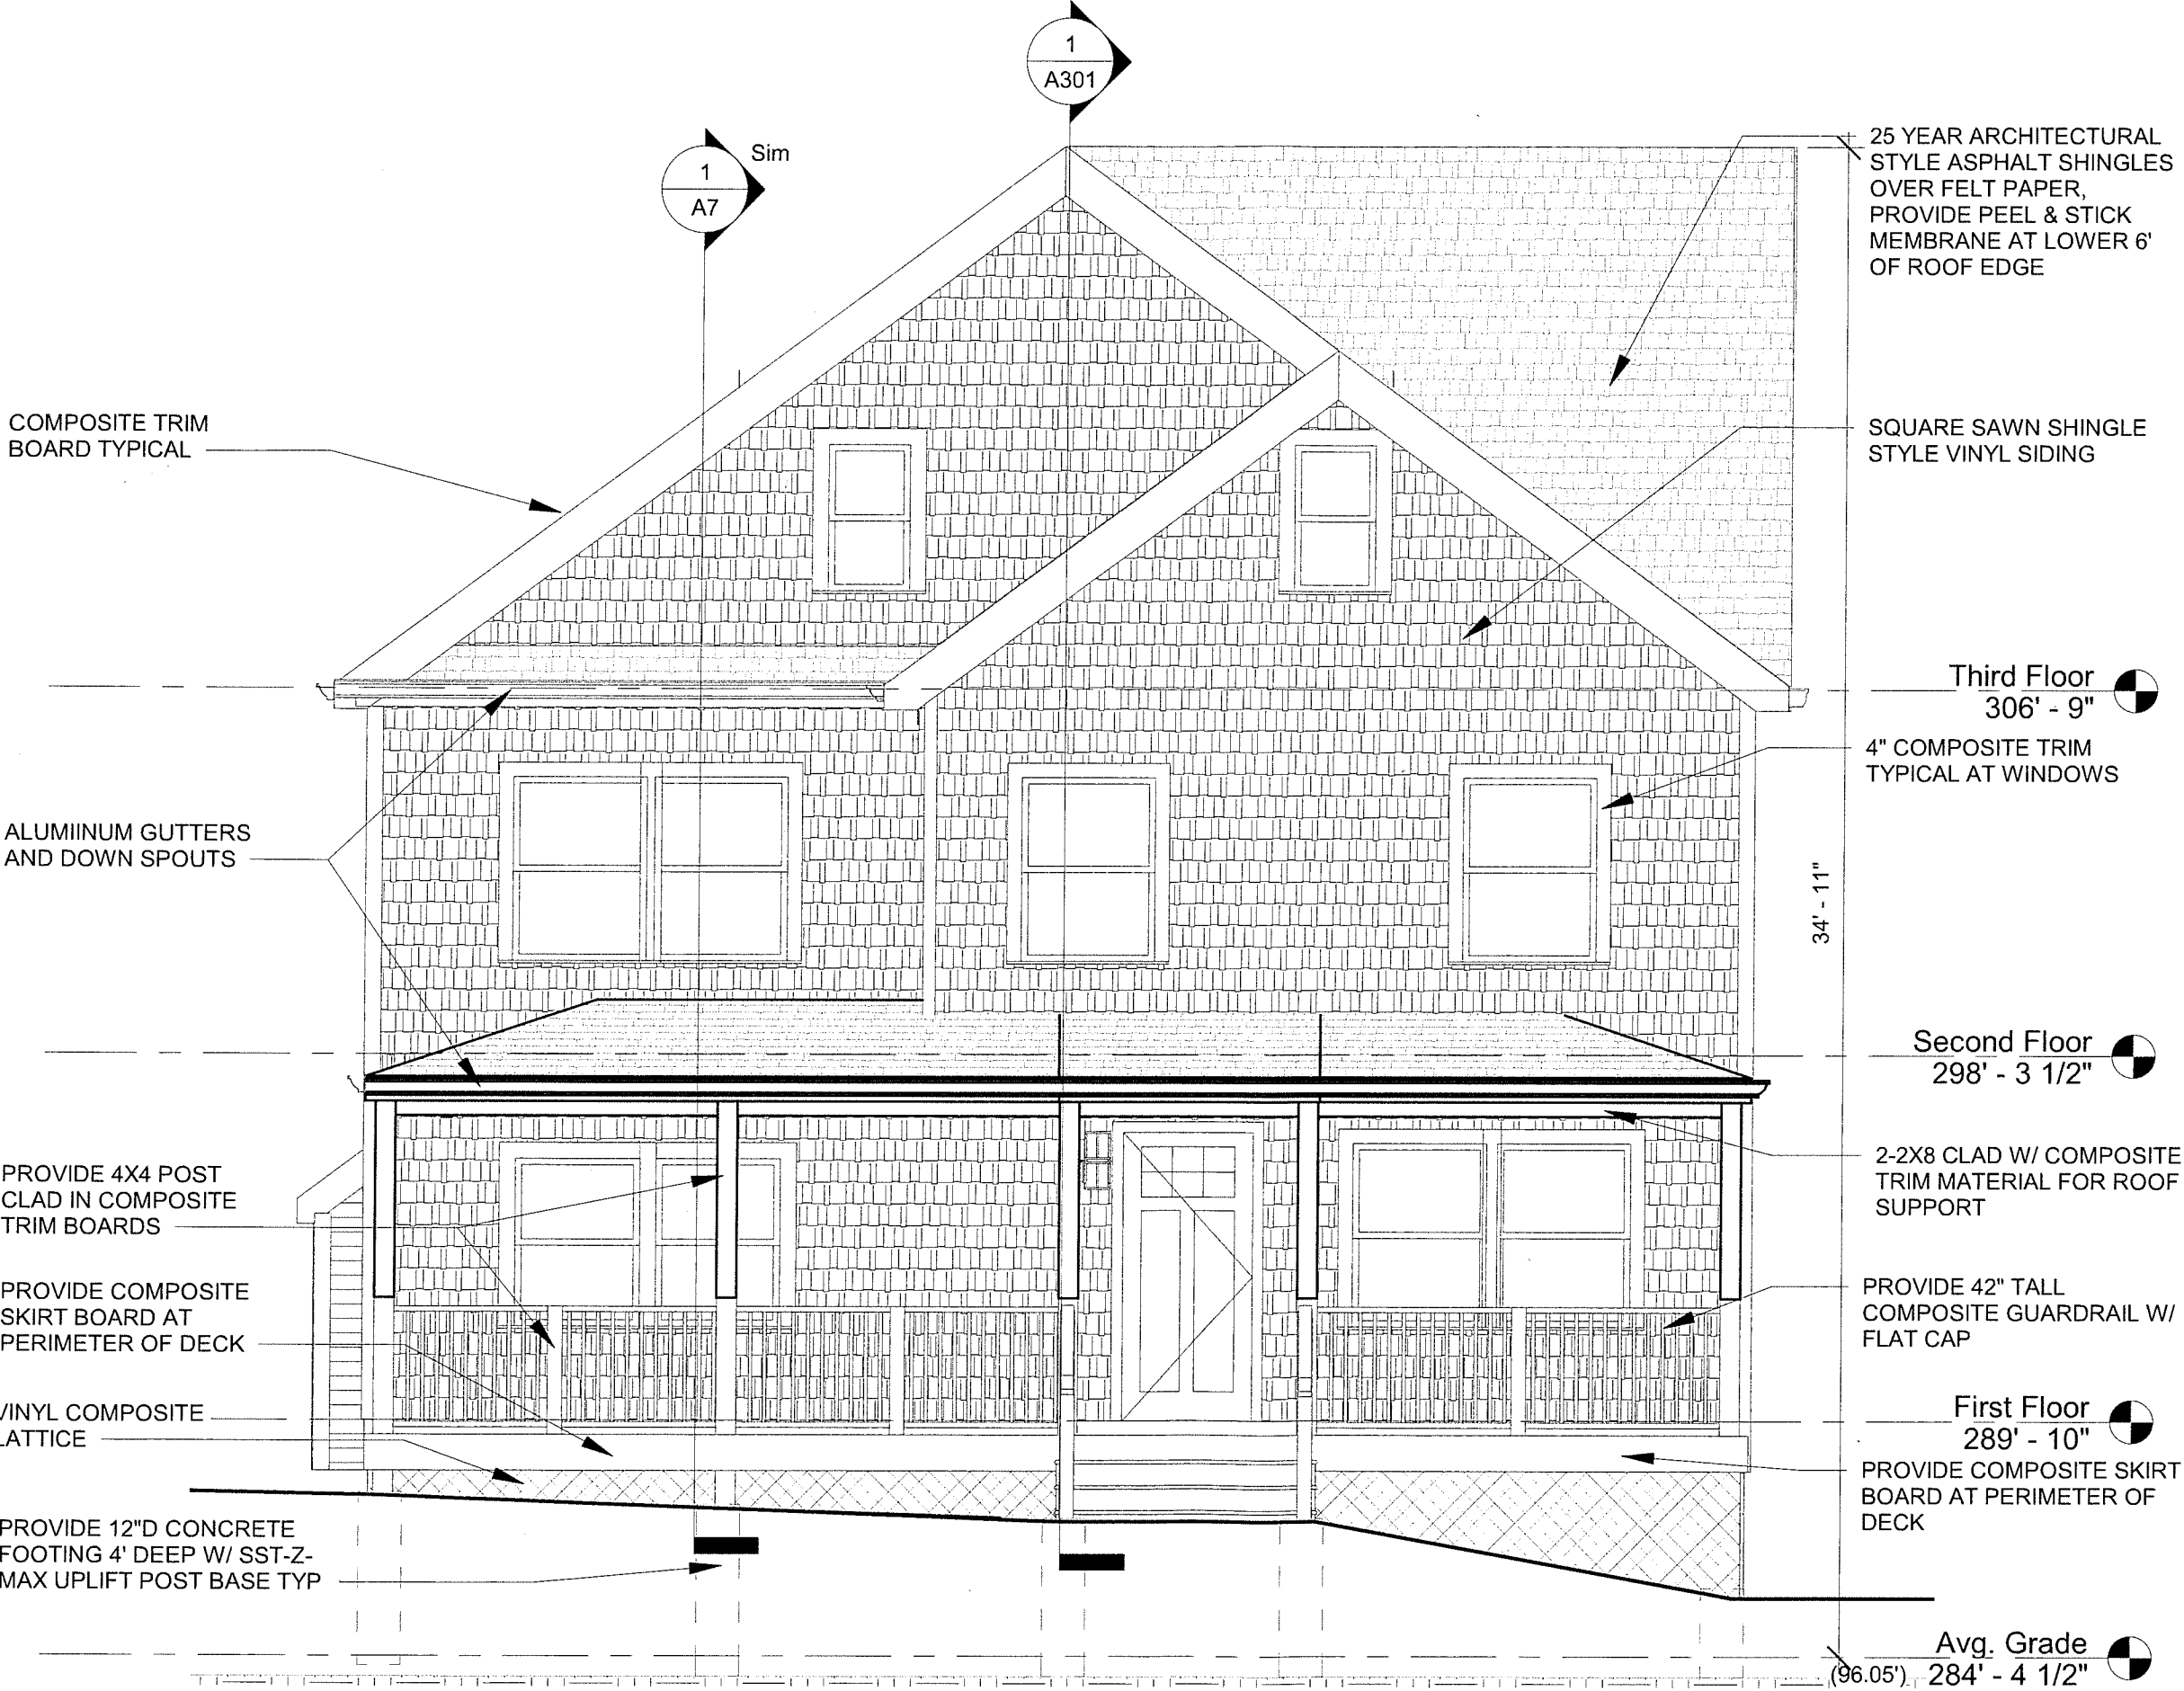 1
A301
1
A7
Sim
25 YEAR ARCHITECTURAL
STYLE ASPHALT SHINGLES
OVER FELT PAPER,
PROVIDE PEEL & STICK
MEMBRANE AT LOWER 6'
OF ROOF EDGE
COMPOSITE TRIM
BOARD TYPICAL
SQUARE SAWN SHINGLE
STYLE VINYL SIDING
Third Floor
306' - 9"
4" COMPOSITE TRIM
TYPICAL AT WINDOWS
ALUMIINUM GUTTERS
AND DOWN SPOUTS
34' - 11"
Second Floor
298' - 3 1/2"
PROVIDE 4X4 POST
CLAD IN COMPOSITE
TRIM BOARDS
2-2X8 CLAD W/ COMPOSITE
TRIM MATERIAL FOR ROOF
SUPPORT
PROVIDE COMPOSITE
SKIRT BOARD AT
PERIMETER OF DECK
PROVIDE 42" TALL
COMPOSITE GUARDRAIL W/
FLAT CAP
VINYL COMPOSITE
LATTICE
First Floor
289' - 10"
PROVIDE COMPOSITE SKIRT
BOARD AT PERIMETER OF
DECK
PROVIDE 12"D CONCRETE
FOOTING 4' DEEP W/ SST-Z-
MAX UPLIFT POST BASE TYP
Avg. Grade
(96.05') 284' - 4 1/2"